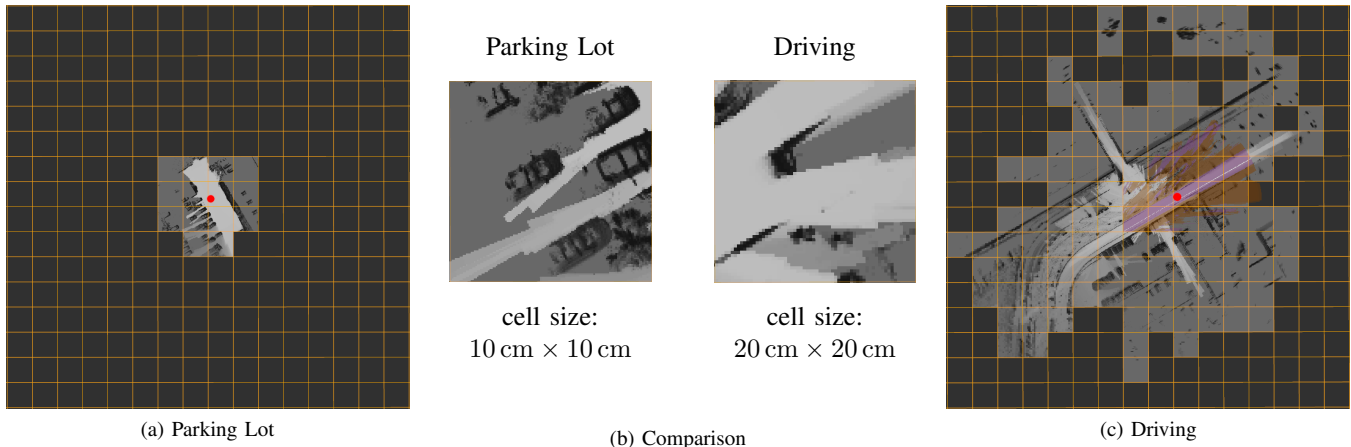 Parking Lot
Driving
cell size:
10 cm × 10 cm
cell size:
20 cm × 20 cm
(a) Parking Lot
(b) Comparison
(c) Driving